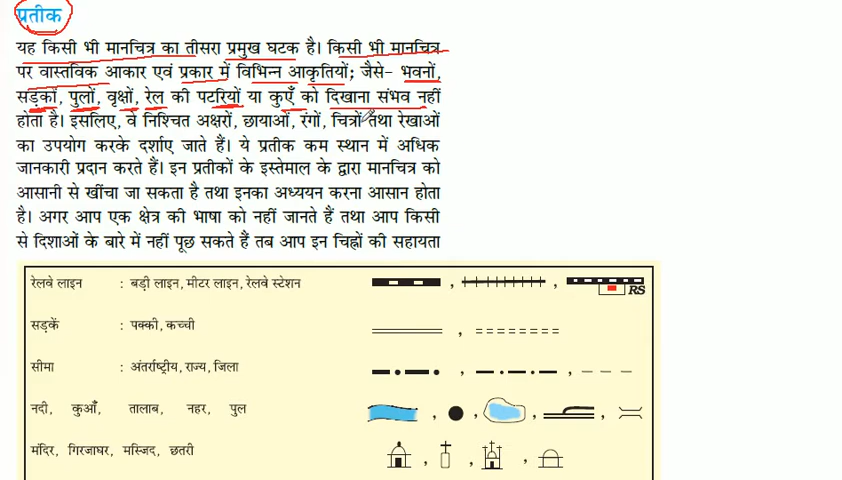 प्रतीक
यह किसी भी मानचित्र का तीसरा प्रमुख घटक है। किसी भी मानचित्र
पर वास्तविक आकार एवं प्रकार में विभिन्न आकृतियों; जैसे- भवनों,
सड़कों, पुलों, वृक्षों, रेल की पटरियों या कुएँ को दिखाना संभव नहीं
होता है। इसलिए, वे निश्चित अक्षरों, छायाओं, रंगों, चित्रों तथा रेखाओं
का उपयोग करके दर्शाए जाते हैं। ये प्रतीक कम स्थान में अधिक
जानकारी प्रदान करते हैं। इन प्रतीकों के इस्तेमाल के द्वारा मानचित्र को
आसानी से खींचा जा सकता है तथा इनका अध्ययन करना आसान होता
है। अगर आप एक क्षेत्र की भाषा को नहीं जानते हैं तथा आप किसी
से दिशाओं के बारे में नहीं पूछ सकते हैं तब आप इन चिह्नों की सहायता
रेलवे लाइन : बड़ी लाइन, मीटर लाइन, रेलवे स्टेशन , , RS
सड़कें : पक्की, कच्ची ,
सीमा : अंतर्राष्ट्रीय, राज्य, जिला , ,
नदी, कुआँ, तालाब, नहर, पुल , , , ,
मंदिर, गिरजाघर, मस्जिद, छतरी , , ,